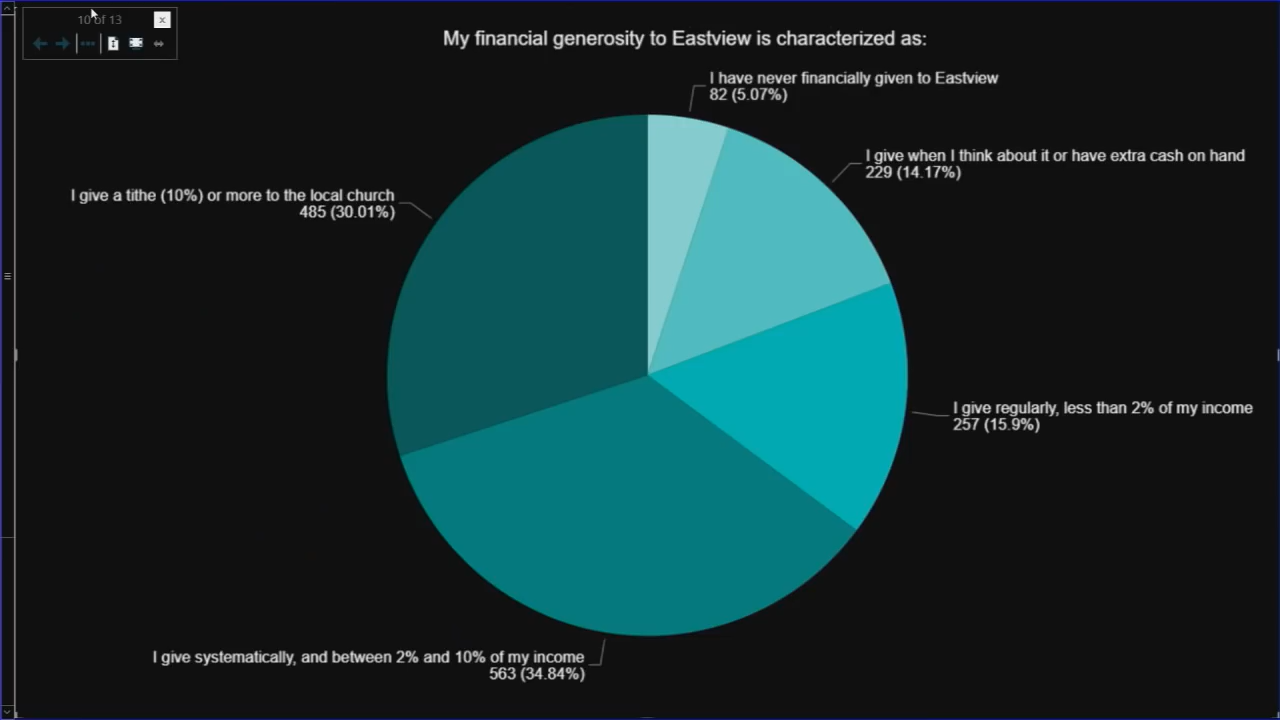 10 of 13
x
My financial generosity to Eastview is characterized as:
I have never financially given to Eastview
82 (5.07%)
I give when I think about it or have extra cash on hand
229 (14.17%)
I give a tithe (10%) or more to the local church
485 (30.01%)
I give regularly, less than 2% of my income
257 (15.9%)
I give systematically, and between 2% and 10% of my income
563 (34.84%)